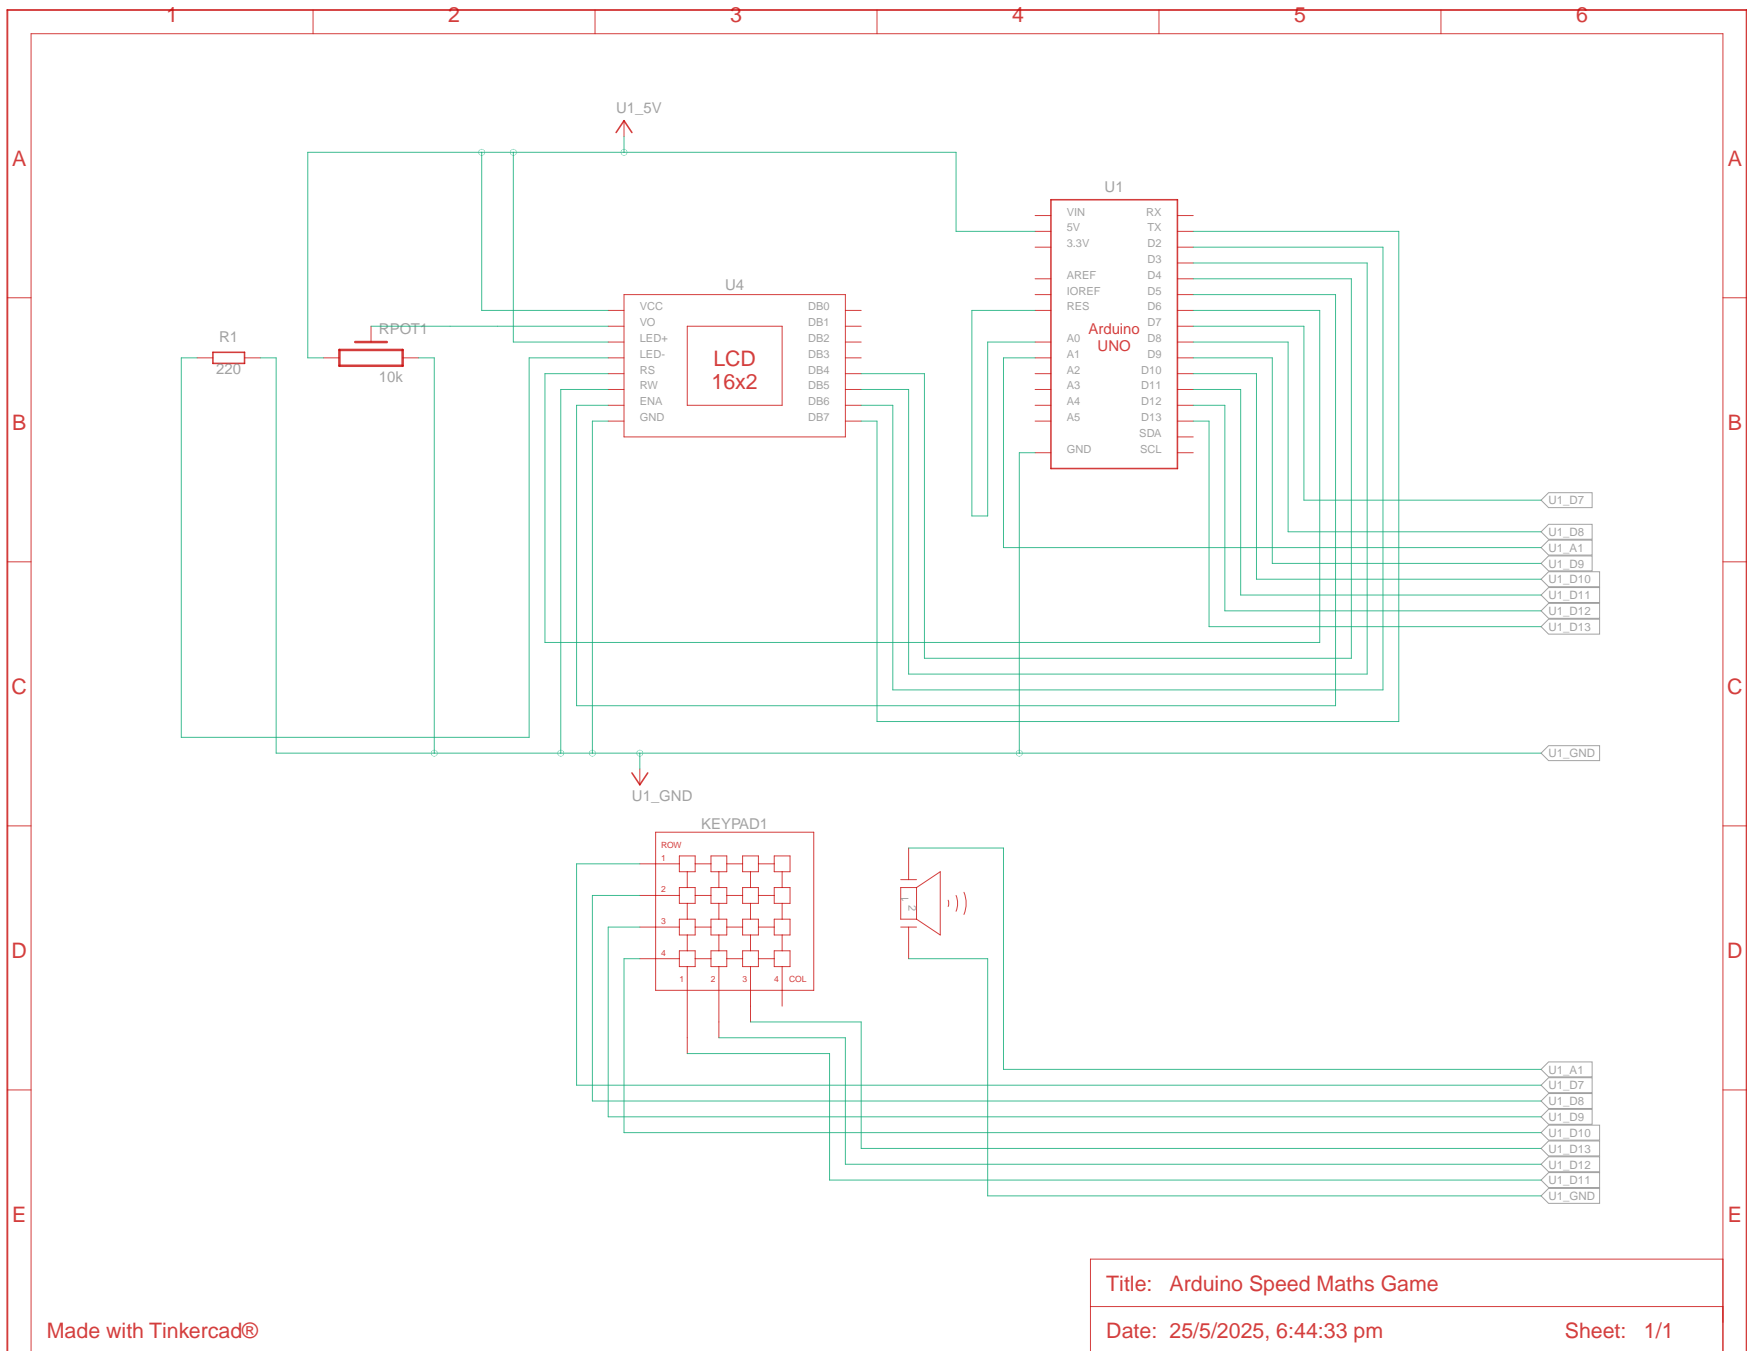 1 2 3 4 5 6
U1_5V
A A
U1
VIN RX
5V TX
3.3V D2
D3
AREF D4
IOREF D5
RES D6
D7
A0 D8
A1 D9
A2 D10
A3 D11
A4 D12
A5 D13
SDA
GND SCL
Arduino
UNO
U4
VCC DB0
VO DB1
LED+ DB2
LED- DB3
RS DB4
RW DB5
ENA DB6
GND DB7
LCD
16x2
R1
220
RPOT1
10k
B B
U1_D7
U1_D8
U1_A1
U1_D9
U1_D10
U1_D11
U1_D12
U1_D13
C C
U1_GND
U1_GND
KEYPAD1
ROW
1
2
3
4
1 2 3 4 COL
1 2
D D
U1_A1
U1_D7
U1_D8
U1_D9
U1_D10
U1_D13
U1_D12
U1_D11
U1_GND
E E
Title: Arduino Speed Maths Game
Made with Tinkercad®
Date: 25/5/2025, 6:44:33 pm Sheet: 1/1